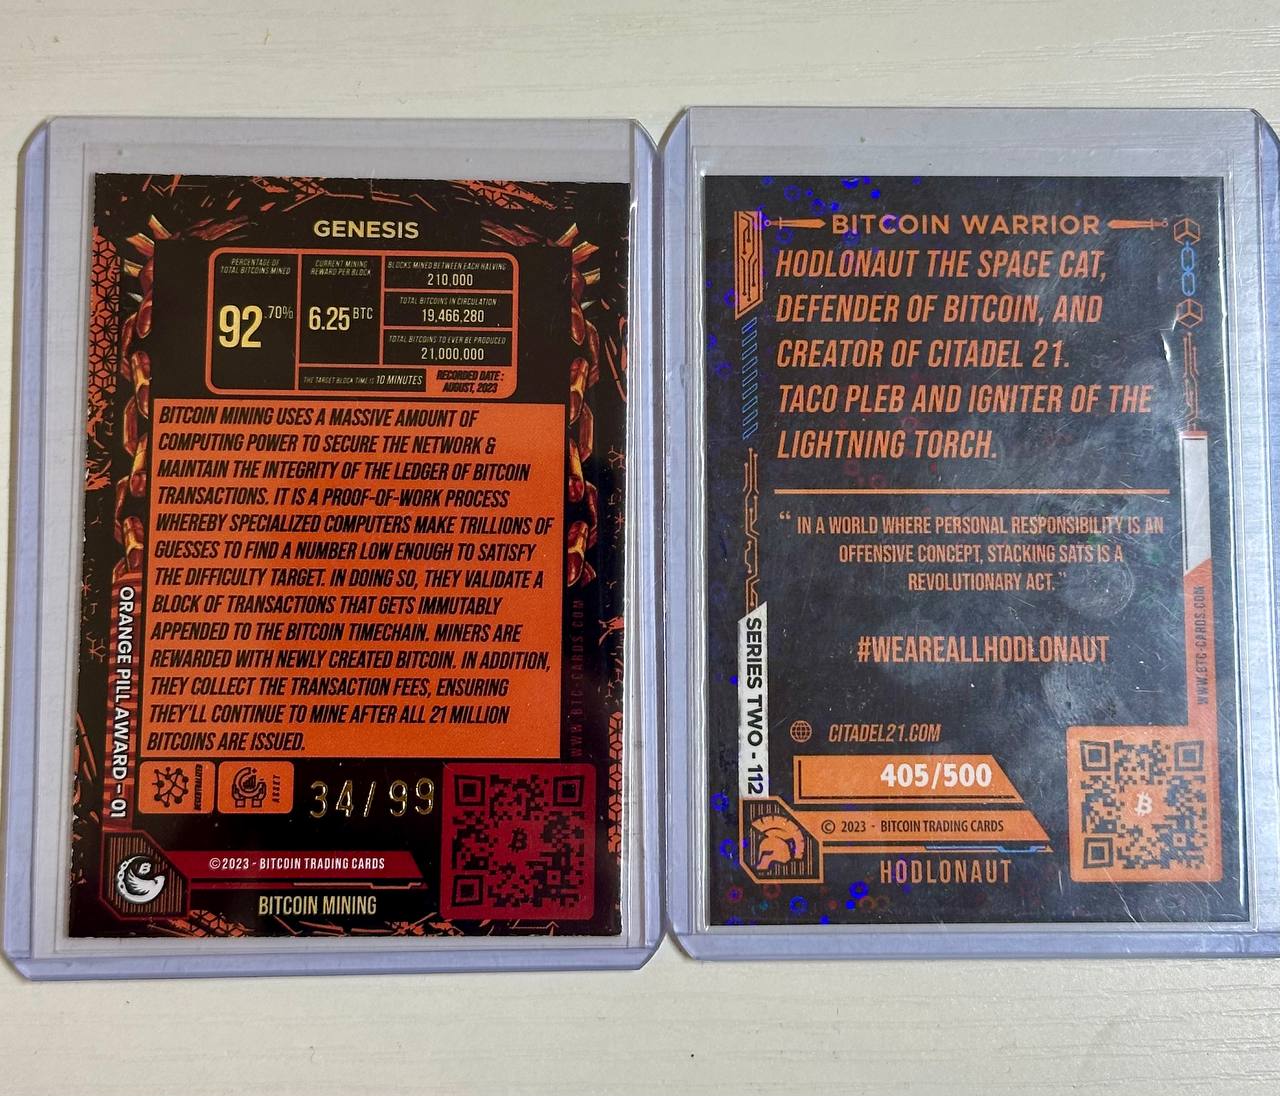 GENESIS
PERCENTAGE OF
TOTAL BITCOINS MINED
92.70%
CURRENT MINING
REWARD PER BLOCK
6.25 BTC
BLOCKS MINED BETWEEN EACH HALVING
210,000
TOTAL BITCOINS IN CIRCULATION
19,466,280
TOTAL BITCOINS TO EVER BE PRODUCED
21,000,000
THE TARGET BLOCK TIME IS 10 MINUTES
RECORDED DATE :
AUGUST, 2023
BITCOIN MINING USES A MASSIVE AMOUNT OF
COMPUTING POWER TO SECURE THE NETWORK &
MAINTAIN THE INTEGRITY OF THE LEDGER OF BITCOIN
TRANSACTIONS. IT IS A PROOF-OF-WORK PROCESS
WHEREBY SPECIALIZED COMPUTERS MAKE TRILLIONS OF
GUESSES TO FIND A NUMBER LOW ENOUGH TO SATISFY
THE DIFFICULTY TARGET. IN DOING SO, THEY VALIDATE A
BLOCK OF TRANSACTIONS THAT GETS IMMUTABLY
APPENDED TO THE BITCOIN TIMECHAIN. MINERS ARE
REWARDED WITH NEWLY CREATED BITCOIN. IN ADDITION,
THEY COLLECT THE TRANSACTION FEES, ENSURING
THEY'LL CONTINUE TO MINE AFTER ALL 21 MILLION
BITCOINS ARE ISSUED.
ORANGE PILL AWARD - 01
WWW.BTC-CARDS.COM
DECENTRALIZED
ASSET
34/99
©2023 - BITCOIN TRADING CARDS
BITCOIN MINING
BITCOIN WARRIOR
HODLONAUT THE SPACE CAT,
DEFENDER OF BITCOIN, AND
CREATOR OF CITADEL 21.
TACO PLEB AND IGNITER OF THE
LIGHTNING TORCH.
“ IN A WORLD WHERE PERSONAL RESPONSIBILITY IS AN
OFFENSIVE CONCEPT, STACKING SATS IS A
REVOLUTIONARY ACT.”
#WEAREALLHODLONAUT
SERIES TWO - 112
WWW.BTC-CARDS.COM
CITADEL21.COM
405/500
© 2023 - BITCOIN TRADING CARDS
HODLONAUT